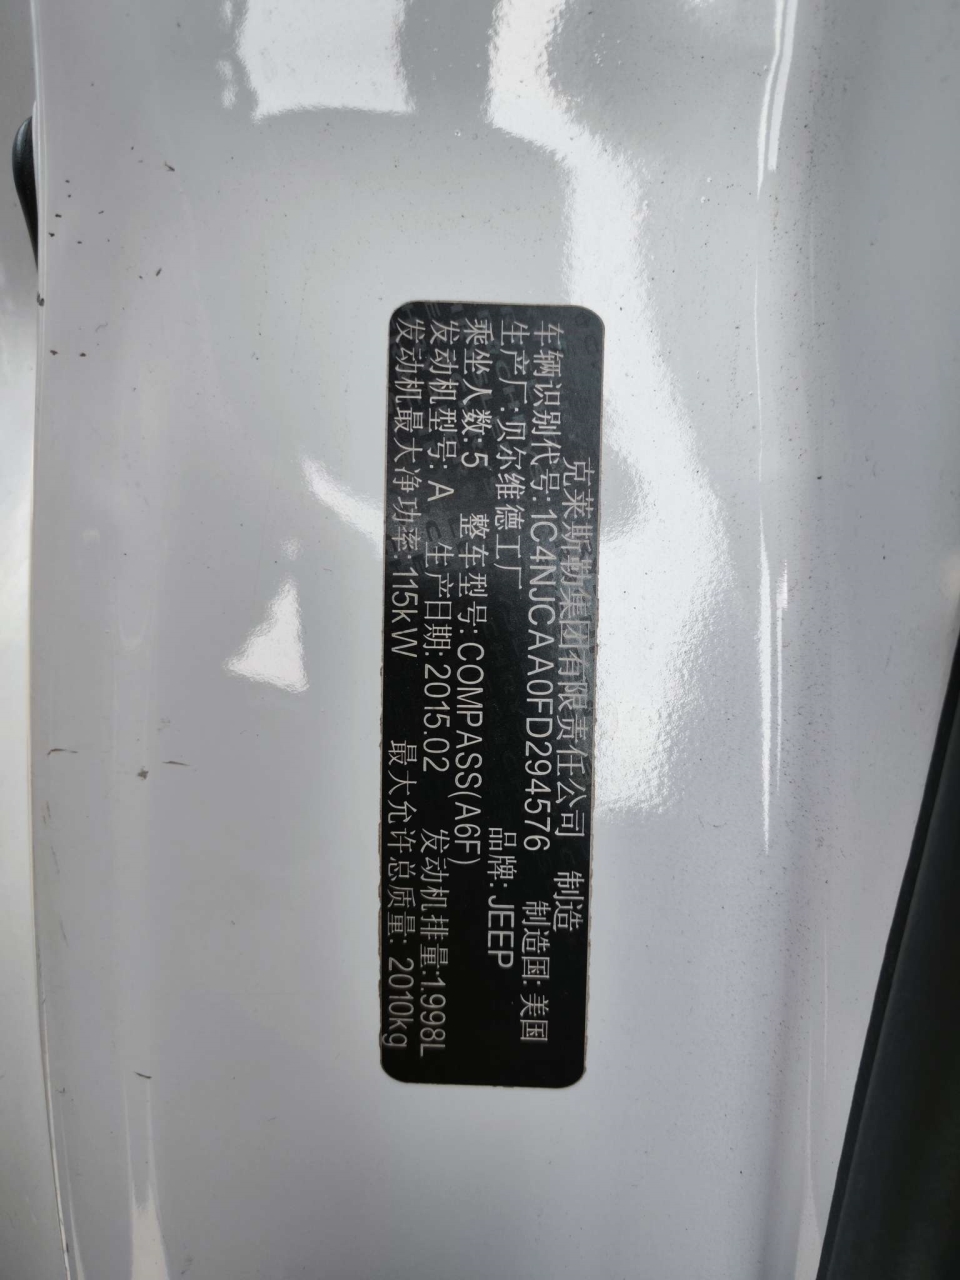 克莱斯勒集团有限责任公司 制造
车辆识别代号: 1C4NJCAA0FD294576 制造国: 美国
生产厂: 贝尔维德工厂 品牌: JEEP
乘坐人数: 5 整车型号: COMPASS(A6F)
发动机型号: A 生产日期: 2015.02 发动机排量: 1.998L
发动机最大净功率: 115kW 最大允许总质量: 2010kg